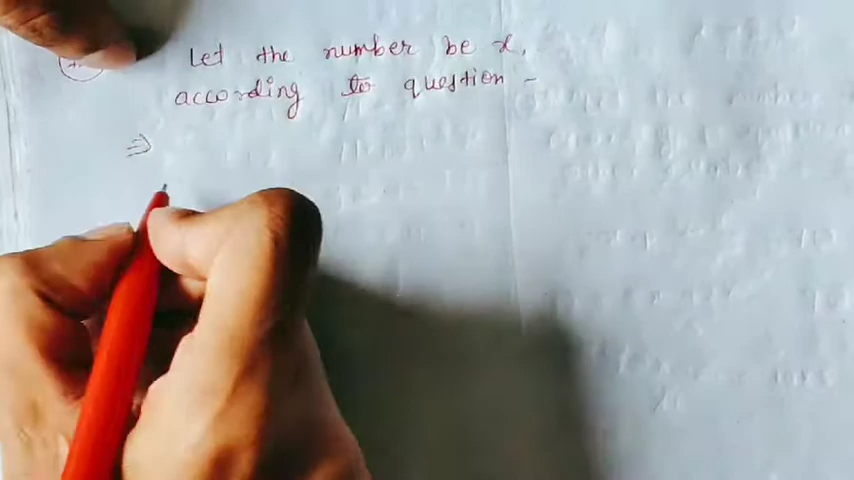 Let the number be x,
according to question -
⇒